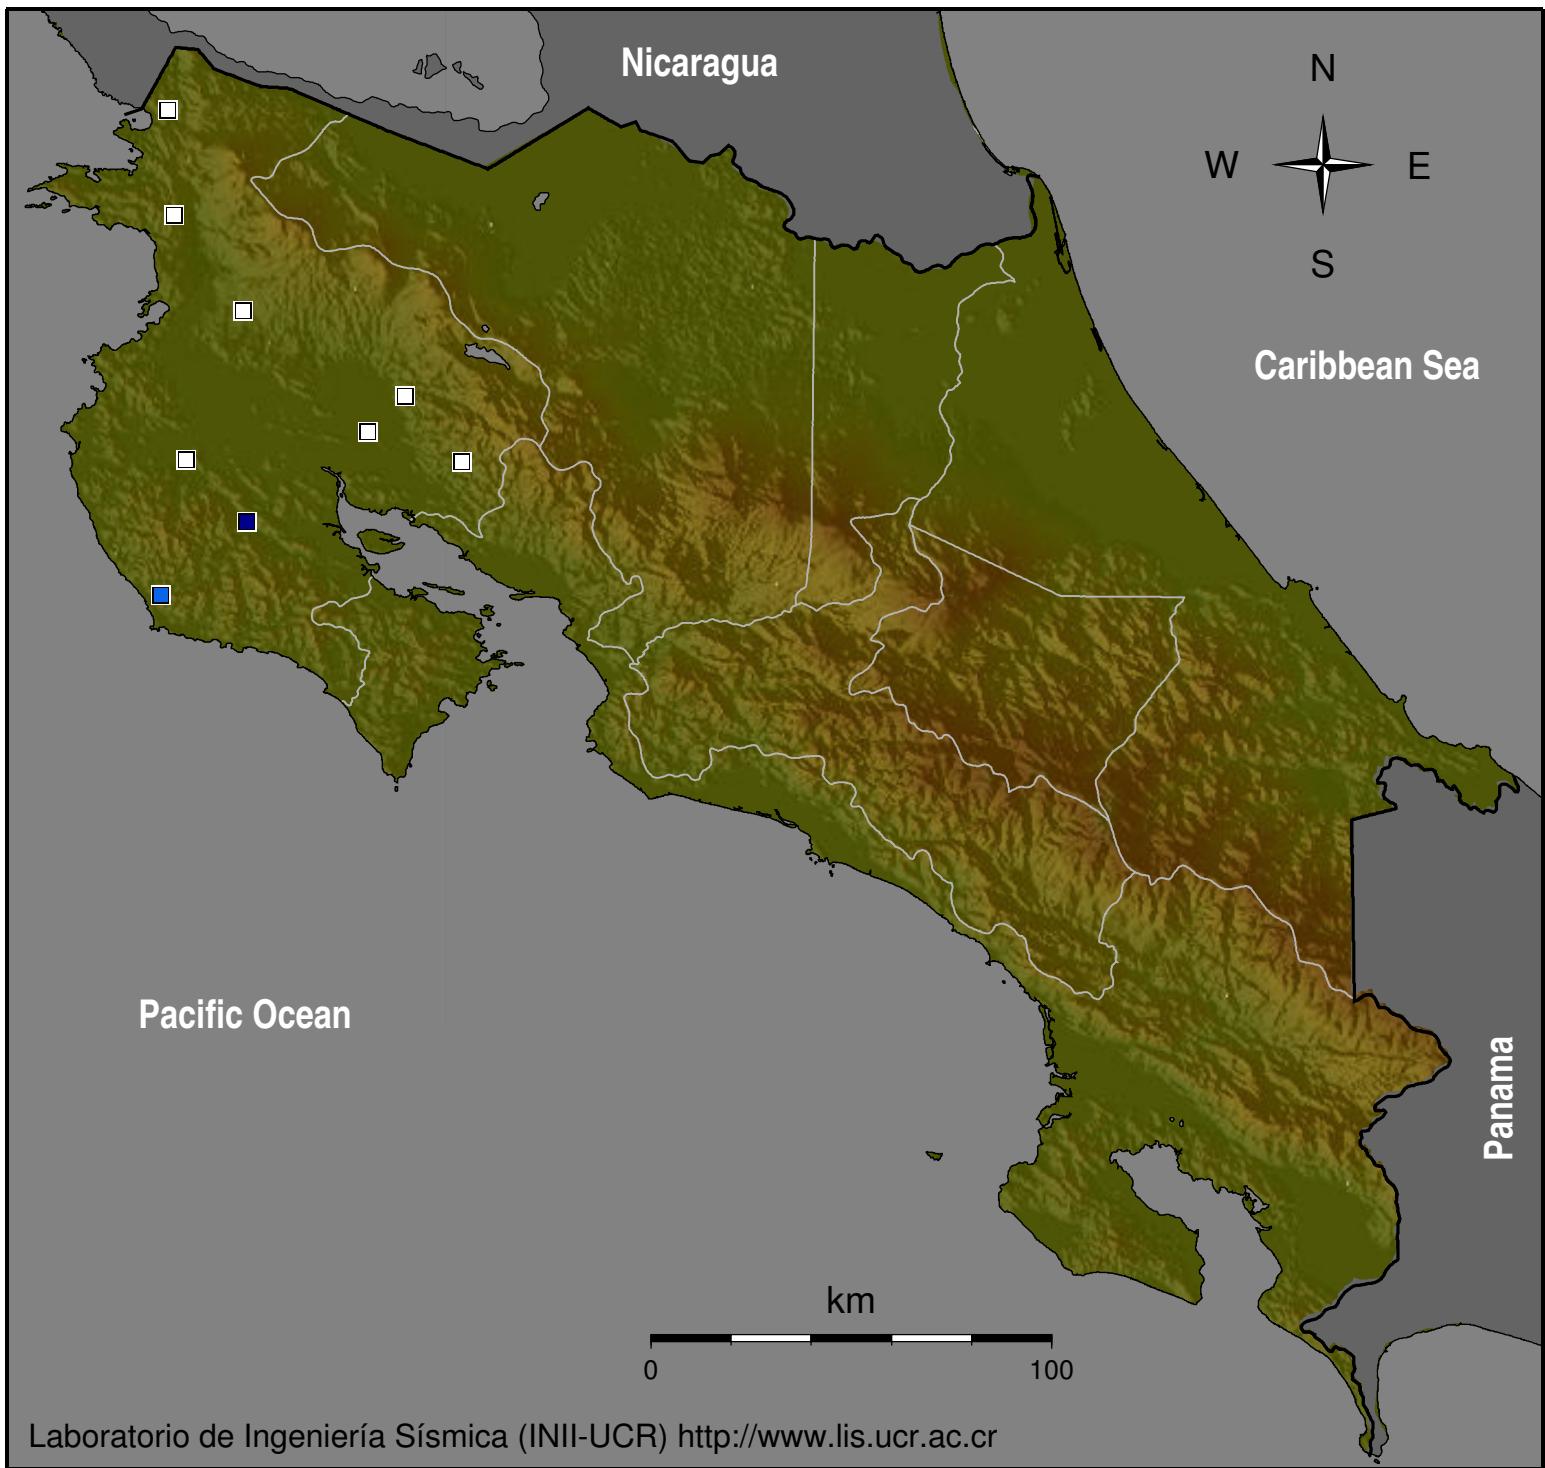 Nicaragua
N
W E
S
Caribbean Sea
Pacific Ocean
Panama
km
0 100
Laboratorio de Ingeniería Sísmica (INII-UCR) http://www.lis.ucr.ac.cr